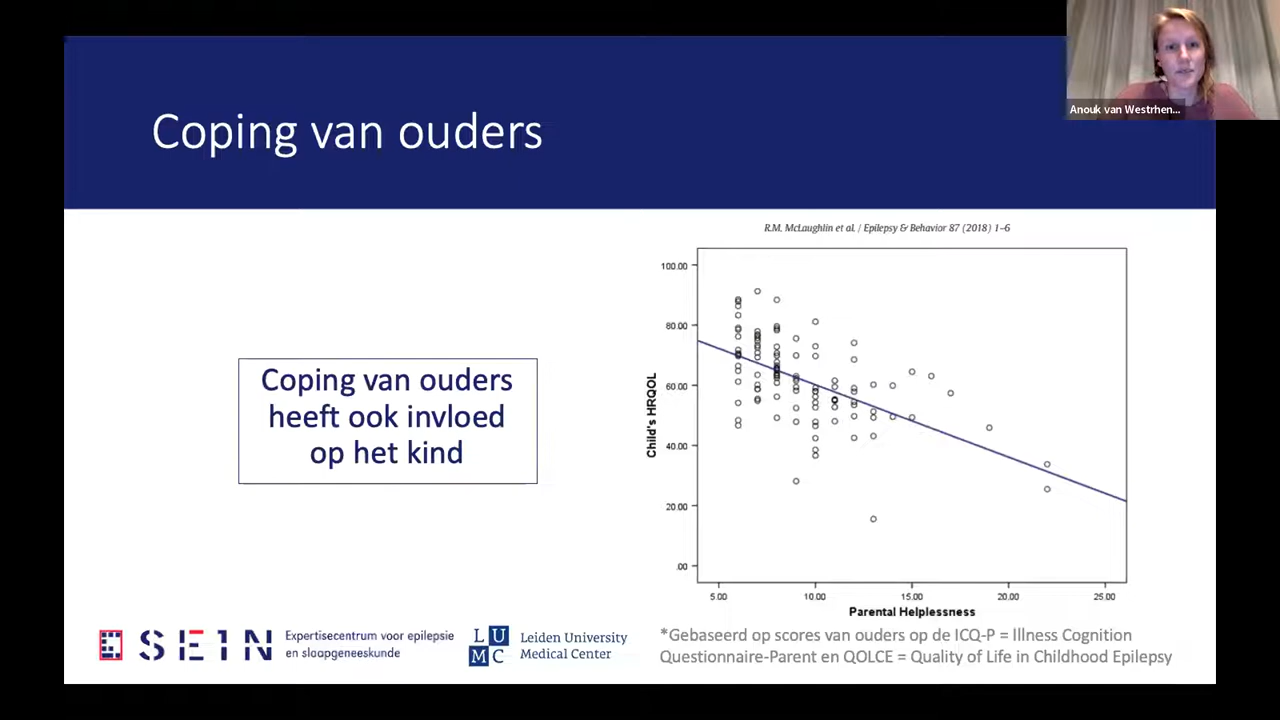 Anouk van Westrhen...
Coping van ouders
R.M. McLaughlin et al. / Epilepsy & Behavior 87 (2018) 1–6
Coping van ouders
heeft ook invloed
op het kind
100.00
80.00
60.00
40.00
20.00
.00
Child's HRQOL
5.00 10.00 15.00 20.00 25.00
Parental Helplessness
SEIN Expertisecentrum voor epilepsie
en slaapgeneeskunde
LUMC Leiden University
Medical Center
*Gebaseerd op scores van ouders op de ICQ-P = Illness Cognition
Questionnaire-Parent en QOLCE = Quality of Life in Childhood Epilepsy